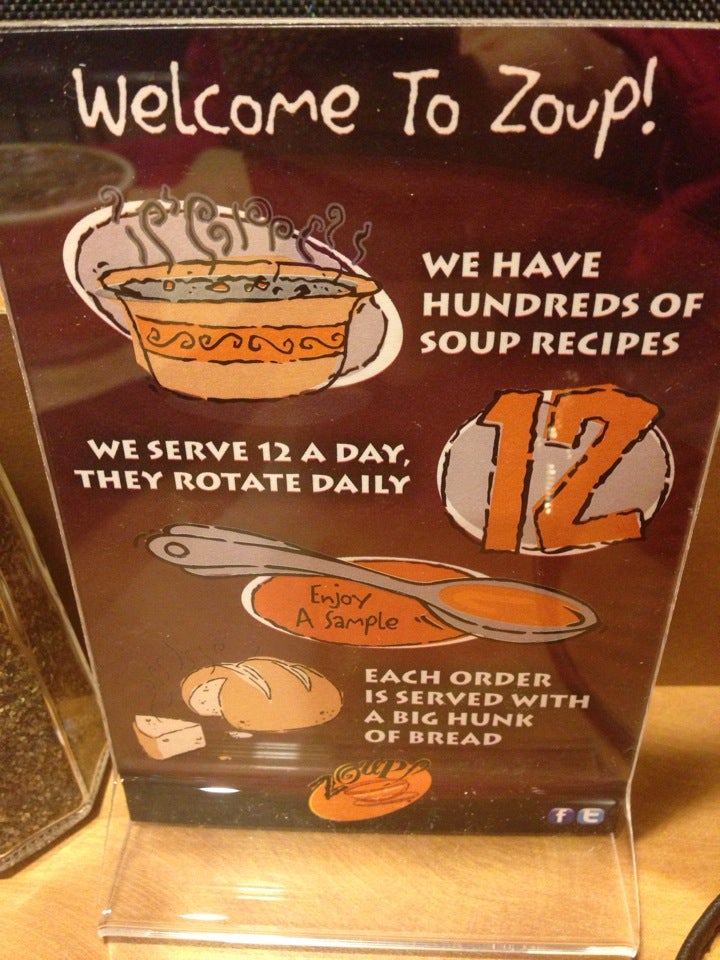 Welcome To Zoup!
WE HAVE
HUNDREDS OF
SOUP RECIPES
WE SERVE 12 A DAY,
THEY ROTATE DAILY
12
Enjoy
A Sample
EACH ORDER
IS SERVED WITH
A BIG HUNK
OF BREAD
Zoup!
f t